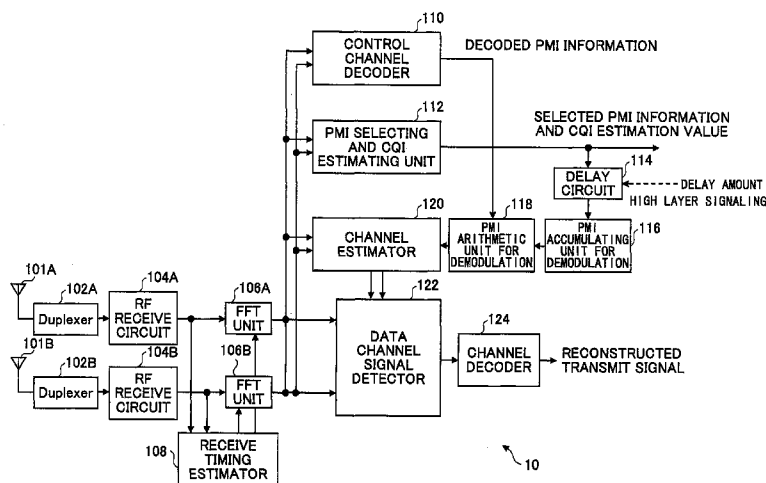 110
CONTROL
CHANNEL
DECODER
DECODED PMI INFORMATION
112
PMI SELECTING
AND CQI
ESTIMATING UNIT
SELECTED PMI INFORMATION
AND CQI ESTIMATION VALUE
114
DELAY
CIRCUIT
DELAY AMOUNT
HIGH LAYER SIGNALING
120
CHANNEL
ESTIMATOR
118
PMI
ARITHMETIC
UNIT FOR
DEMODULATION
PMI
ACCUMULATING
UNIT FOR
DEMODULATION
116
101A
102A
Duplexer
104A
RF
RECEIVE
CIRCUIT
106A
FFT
UNIT
122
DATA
CHANNEL
SIGNAL
DETECTOR
124
CHANNEL
DECODER
RECONSTRUCTED
TRANSMIT SIGNAL
101B
102B
Duplexer
104B
RF
RECEIVE
CIRCUIT
106B
FFT
UNIT
108
RECEIVE
TIMING
ESTIMATOR
10